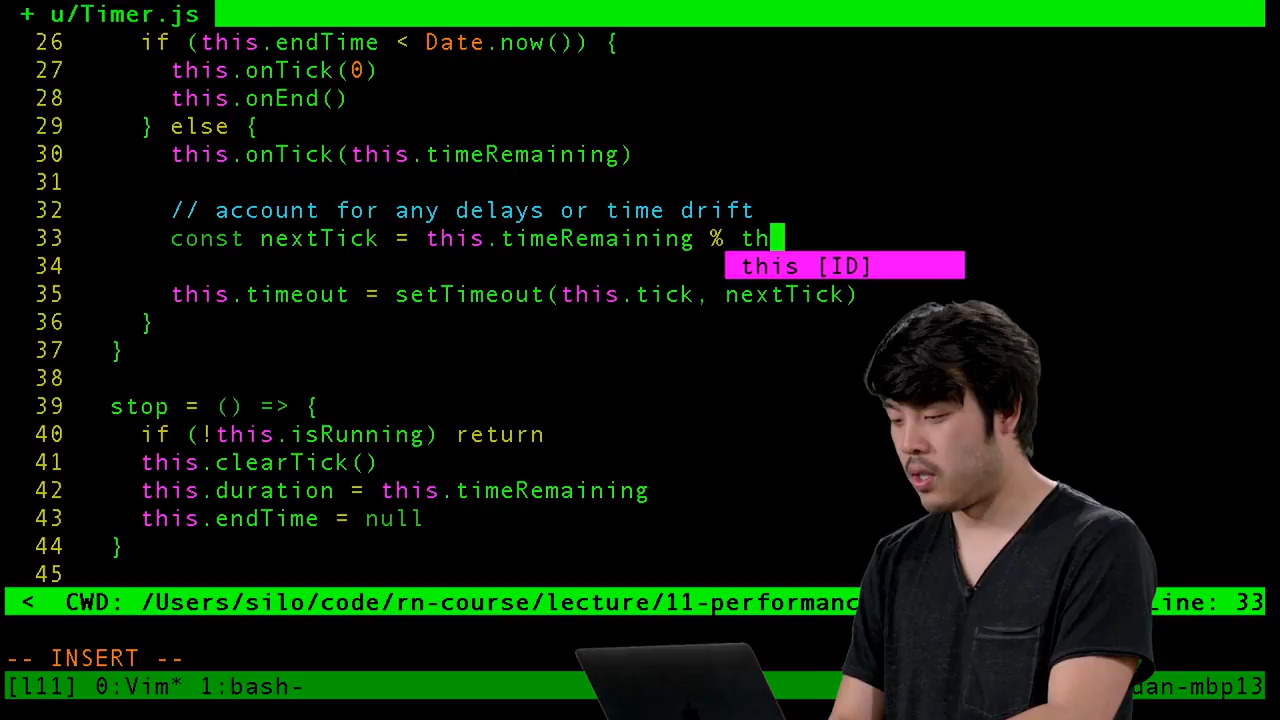 + u/Timer.js
26 if (this.endTime < Date.now()) {
27 this.onTick(0)
28 this.onEnd()
29 } else {
30 this.onTick(this.timeRemaining)
31
32 // account for any delays or time drift
33 const nextTick = this.timeRemaining % th
34 this [ID]
35 this.timeout = setTimeout(this.tick, nextTick)
36 }
37 }
38
39 stop = () => {
40 if (!this.isRunning) return
41 this.clearTick()
42 this.duration = this.timeRemaining
43 this.endTime = null
44 }
45
< CWD: /Users/silo/code/rn-course/lecture/11-performanc Line: 33
-- INSERT --
[l11] 0:Vim* 1:bash- dan-mbp13